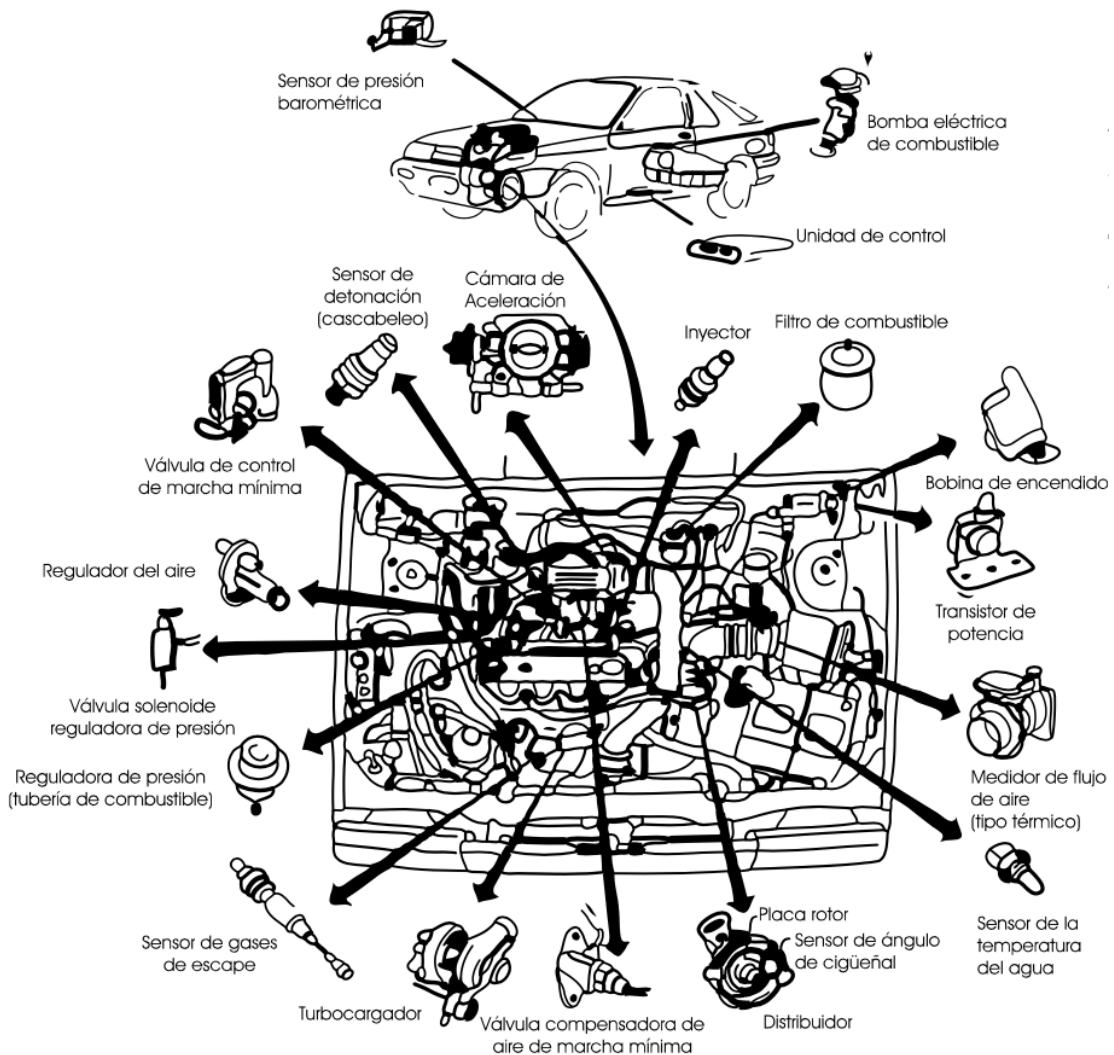 Sensor de presión
barométrica
Bomba eléctrica
de combustible
Unidad de control
Sensor de
detonación
(cascabeleo)
Cámara de
Aceleración
Inyector
Filtro de combustible
Válvula de control
de marcha mínima
Bobina de encendido
Regulador del aire
Transistor de
potencia
Válvula solenoide
reguladora de presión
Reguladora de presión
(tubería de combustible)
Medidor de flujo
de aire
(tipo térmico)
Sensor de gases
de escape
Turbocargador
Válvula compensadora de
aire de marcha mínima
Placa rotor
Sensor de ángulo
de cigüeñal
Distribuidor
Sensor de la
temperatura
del agua